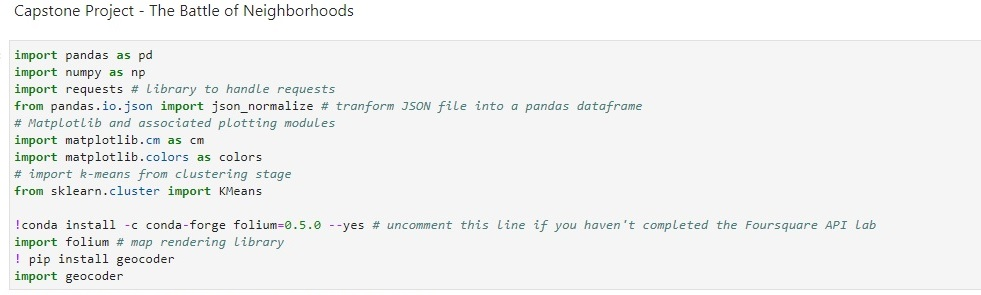 Capstone Project - The Battle of Neighborhoods
import pandas as pd
import numpy as np
import requests # library to handle requests
from pandas.io.json import json_normalize # tranform JSON file into a pandas dataframe
# Matplotlib and associated plotting modules
import matplotlib.cm as cm
import matplotlib.colors as colors
# import k-means from clustering stage
from sklearn.cluster import KMeans
!conda install -c conda-forge folium=0.5.0 --yes # uncomment this line if you haven't completed the Foursquare API lab
import folium # map rendering library
! pip install geocoder
import geocoder